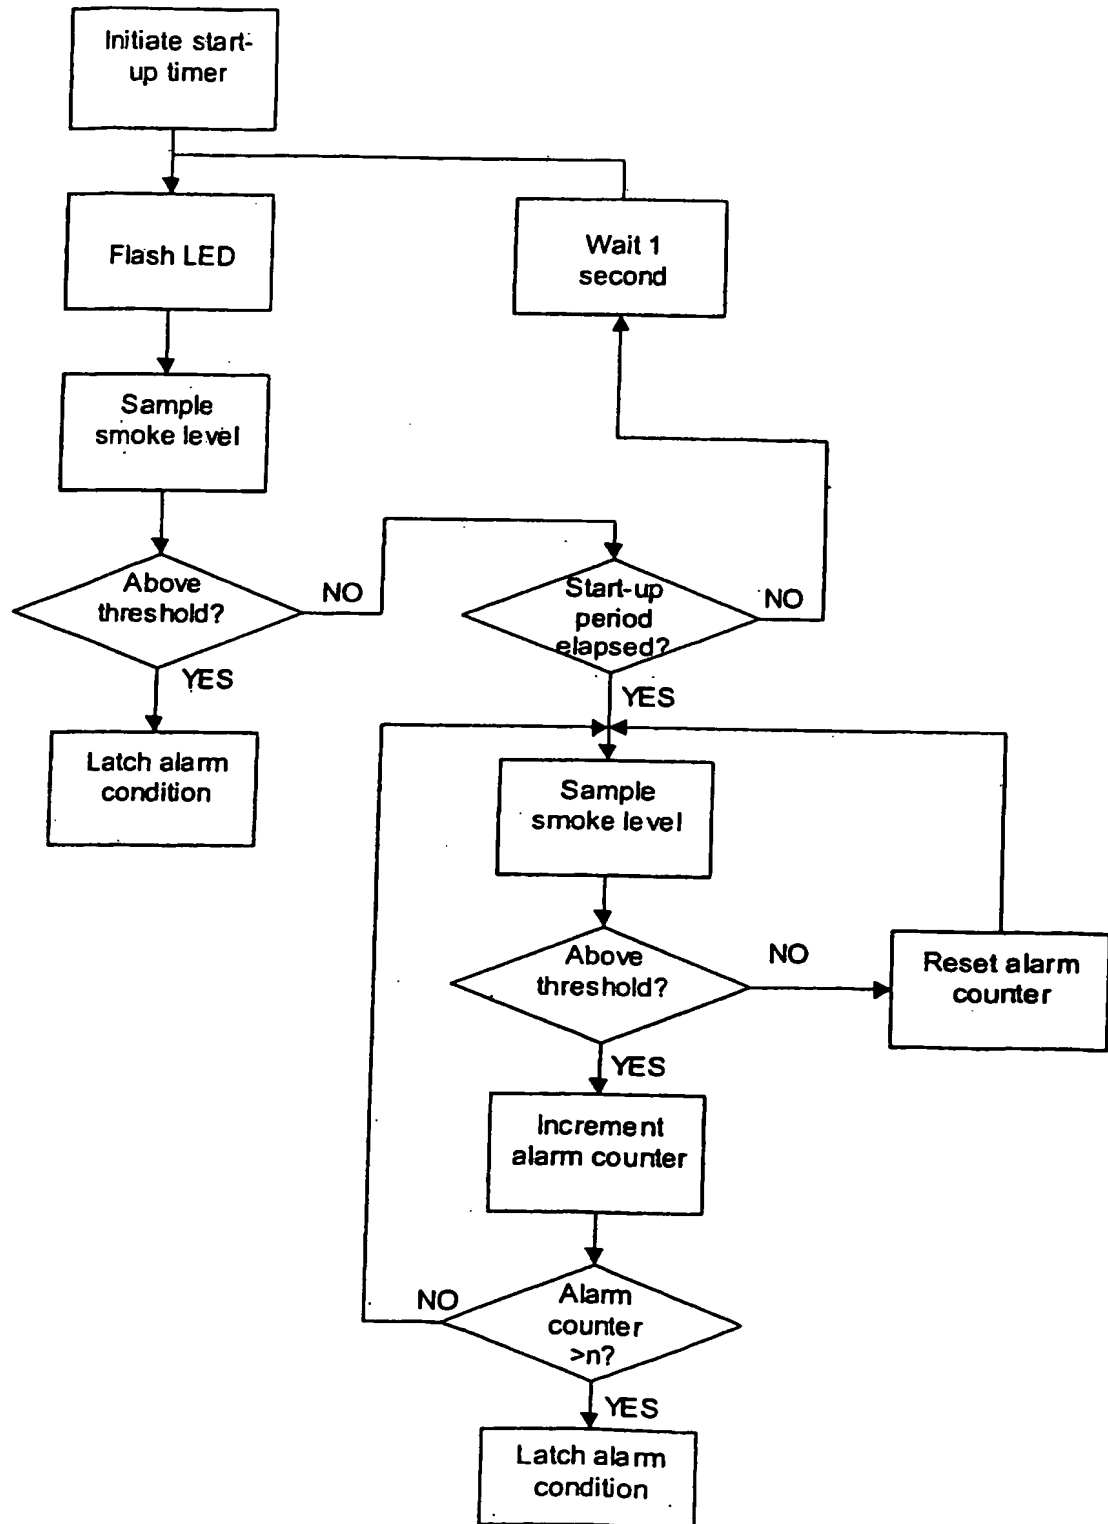 Initiate start-
up timer
Flash LED
Wait 1
second
Sample
smoke level
Above
threshold?
NO
YES
Start-up
period
elapsed?
NO
YES
Latch alarm
condition
Sample
smoke level
Above
threshold?
NO
YES
Reset alarm
counter
Increment
alarm counter
Alarm
counter
>n?
NO
YES
Latch alarm
condition